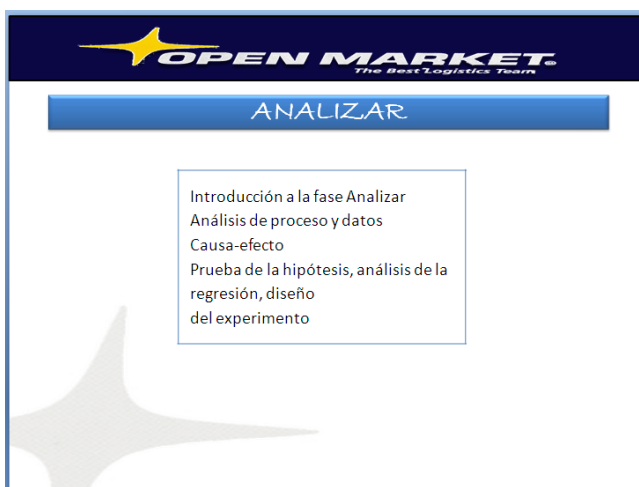 OPEN MARKET®
The Best Logistics Team
ANALIZAR
Introducción a la fase Analizar
Análisis de proceso y datos
Causa-efecto
Prueba de la hipótesis, análisis de la
regresión, diseño
del experimento